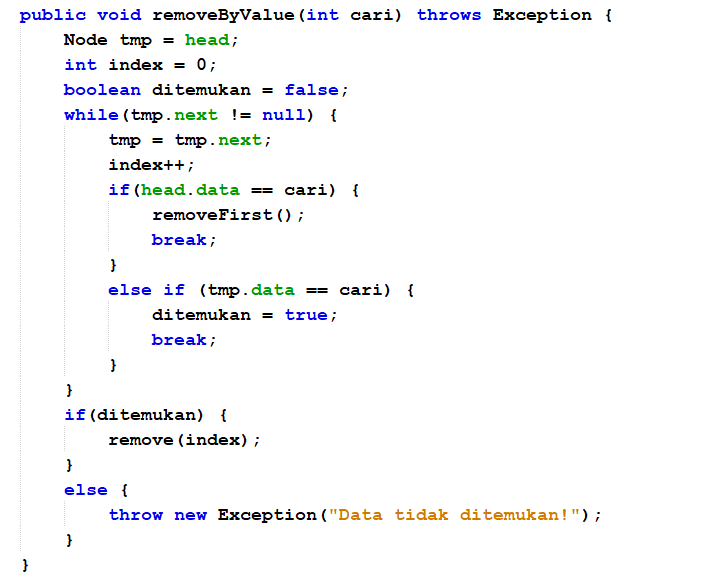 public void removeByValue(int cari) throws Exception {
    Node tmp = head;
    int index = 0;
    boolean ditemukan = false;
    while(tmp.next != null) {
        tmp = tmp.next;
        index++;
        if(head.data == cari) {
            removeFirst();
            break;
        }
        else if (tmp.data == cari) {
            ditemukan = true;
            break;
        }
    }
    if(ditemukan) {
        remove(index);
    }
    else {
        throw new Exception("Data tidak ditemukan!");
    }
}